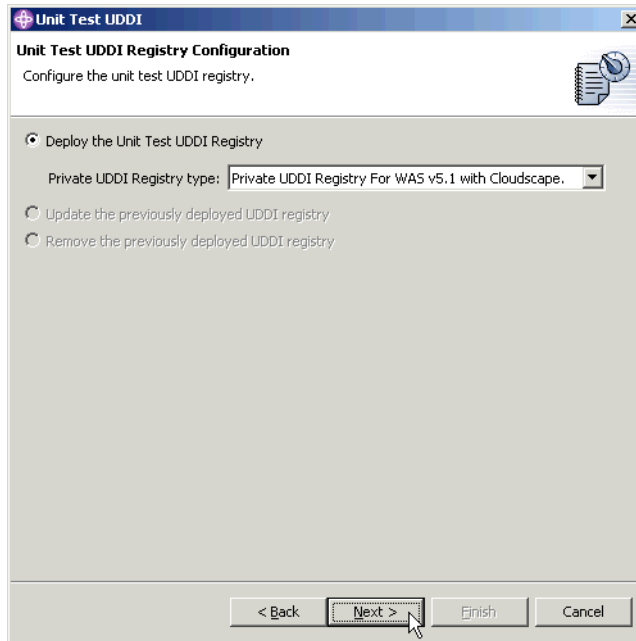 Unit Test UDDI
Unit Test UDDI Registry Configuration
Configure the unit test UDDI registry.
Deploy the Unit Test UDDI Registry
Private UDDI Registry type: Private UDDI Registry For WAS v5.1 with Cloudscape.
Update the previously deployed UDDI registry
Remove the previously deployed UDDI registry
< Back Next > Finish Cancel